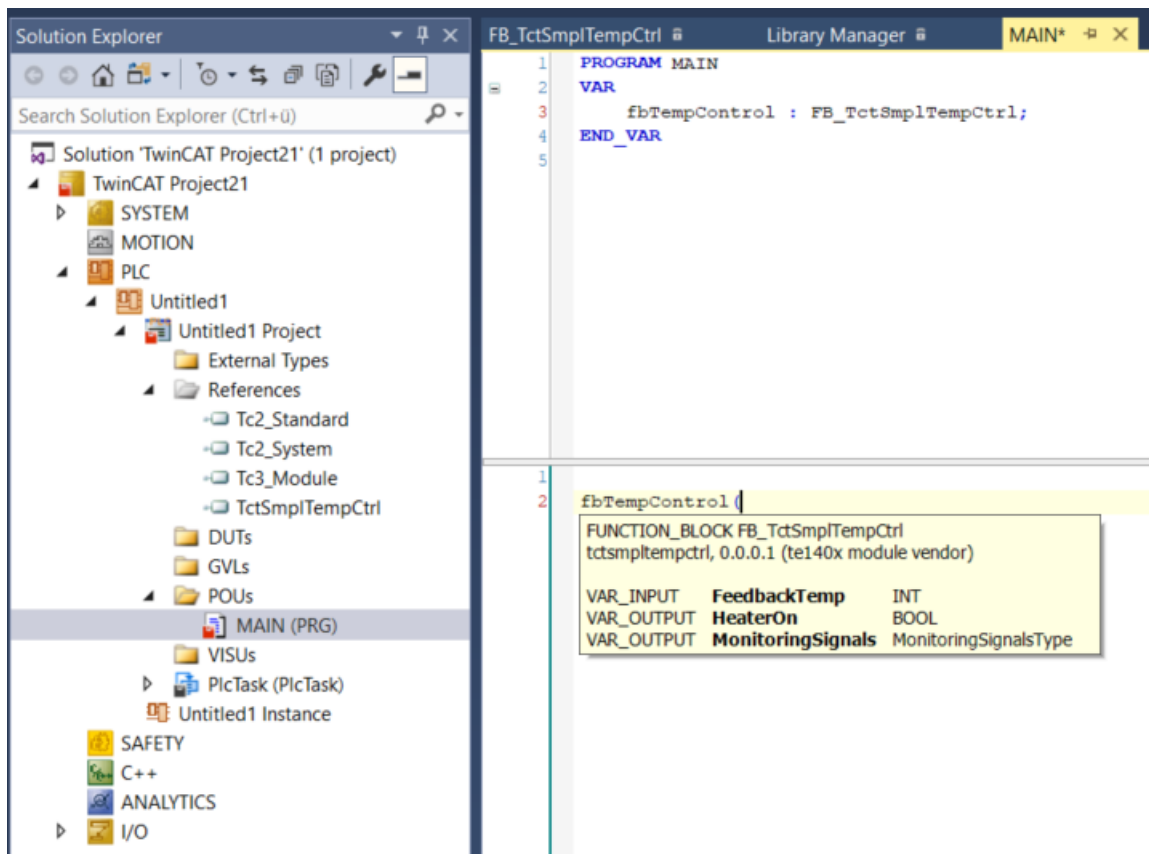 Solution Explorer
Search Solution Explorer (Ctrl+ü)
Solution 'TwinCAT Project21' (1 project)
TwinCAT Project21
SYSTEM
MOTION
PLC
Untitled1
Untitled1 Project
External Types
References
Tc2_Standard
Tc2_System
Tc3_Module
TctSmplTempCtrl
DUTs
GVLs
POUs
MAIN (PRG)
VISUs
PlcTask (PlcTask)
Untitled1 Instance
SAFETY
C++
ANALYTICS
I/O
FB_TctSmplTempCtrl Library Manager MAIN*
1 PROGRAM MAIN
2 VAR
3 fbTempControl : FB_TctSmplTempCtrl;
4 END_VAR
5
1
2 fbTempControl(
FUNCTION_BLOCK FB_TctSmplTempCtrl
tctsmpltempctrl, 0.0.0.1 (te140x module vendor)
VAR_INPUT FeedbackTemp INT
VAR_OUTPUT HeaterOn BOOL
VAR_OUTPUT MonitoringSignals MonitoringSignalsType